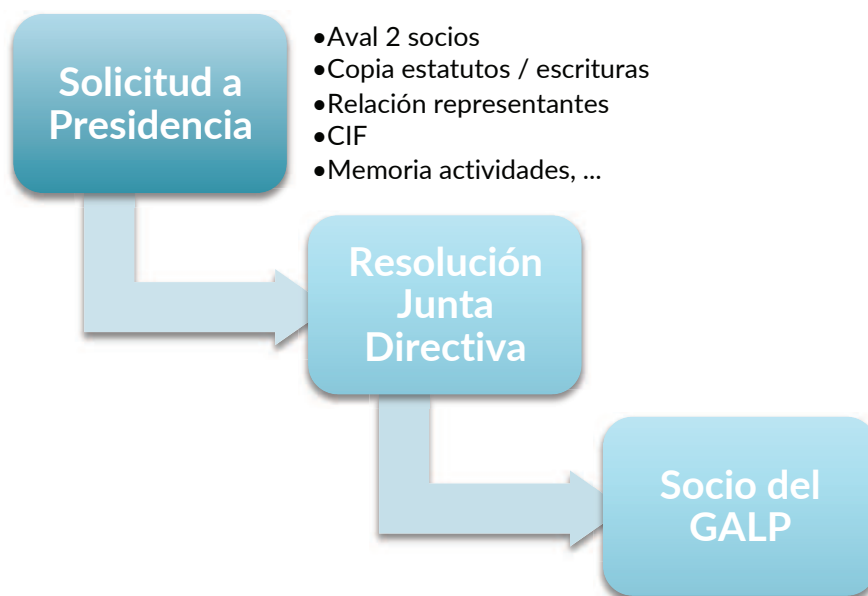 Solicitud a
Presidencia
•Aval 2 socios
•Copia estatutos / escrituras
•Relación representantes
•CIF
•Memoria actividades, ...
Resolución
Junta
Directiva
Socio del
GALP